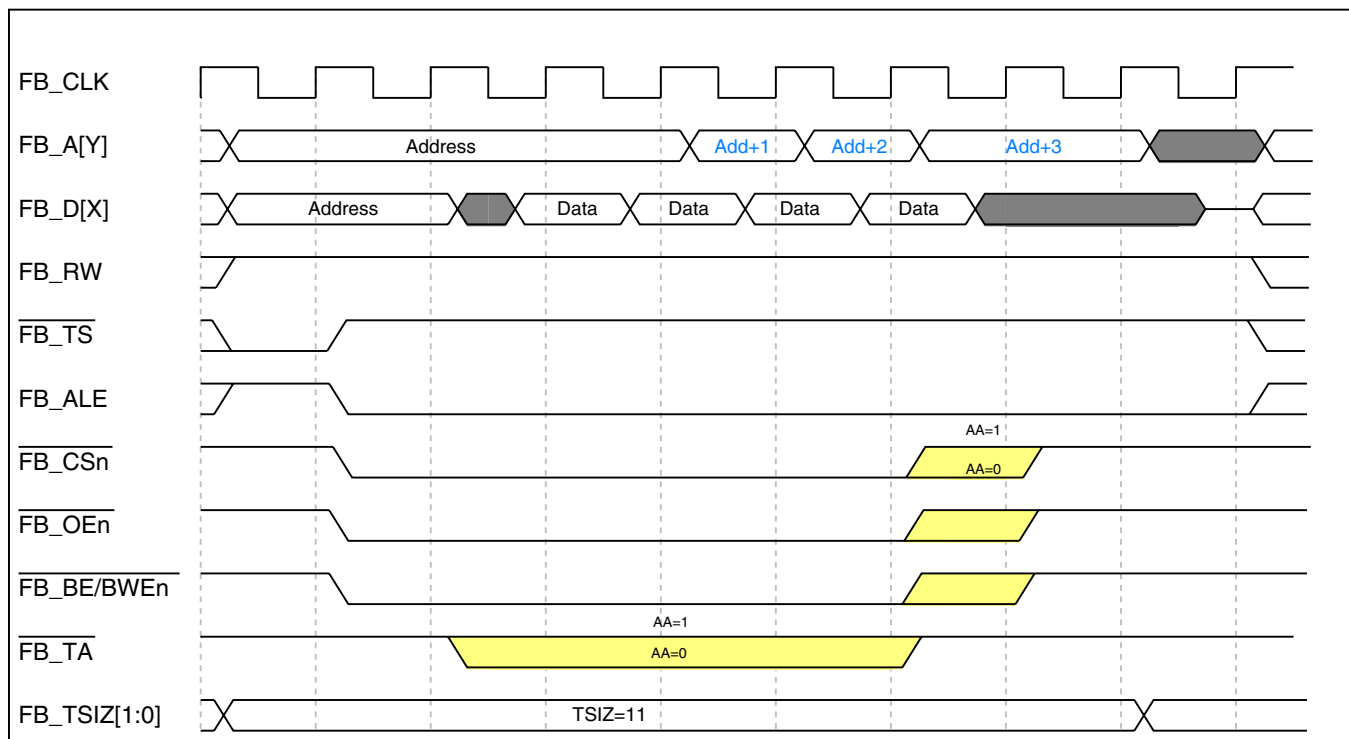 FB_CLK
FB_A[Y] Address Add+1 Add+2 Add+3
FB_D[X] Address Data Data Data Data
FB_RW
FB_TS
FB_ALE
AA=1
FB_CSn AA=0
FB_OEn
FB_BE/BWEn
AA=1
FB_TA AA=0
FB_TSIZ[1:0] TSIZ=11